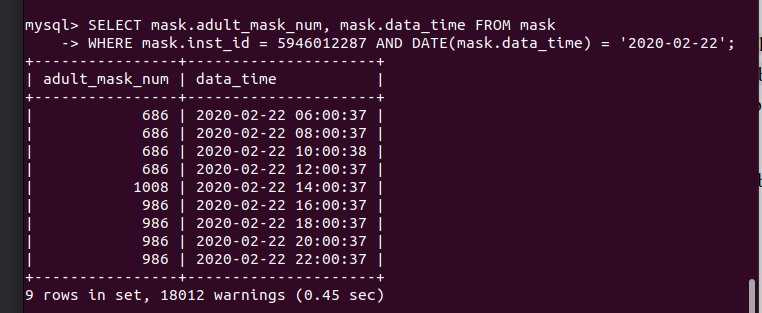 mysql> SELECT mask.adult_mask_num, mask.data_time FROM mask
    -> WHERE mask.inst_id = 5946012287 AND DATE(mask.data_time) = '2020-02-22';
+----------------+---------------------+
| adult_mask_num | data_time           |
+----------------+---------------------+
|            686 | 2020-02-22 06:00:37 |
|            686 | 2020-02-22 08:00:37 |
|            686 | 2020-02-22 10:00:38 |
|            686 | 2020-02-22 12:00:37 |
|           1008 | 2020-02-22 14:00:37 |
|            986 | 2020-02-22 16:00:37 |
|            986 | 2020-02-22 18:00:37 |
|            986 | 2020-02-22 20:00:37 |
|            986 | 2020-02-22 22:00:37 |
+----------------+---------------------+
9 rows in set, 18012 warnings (0.45 sec)